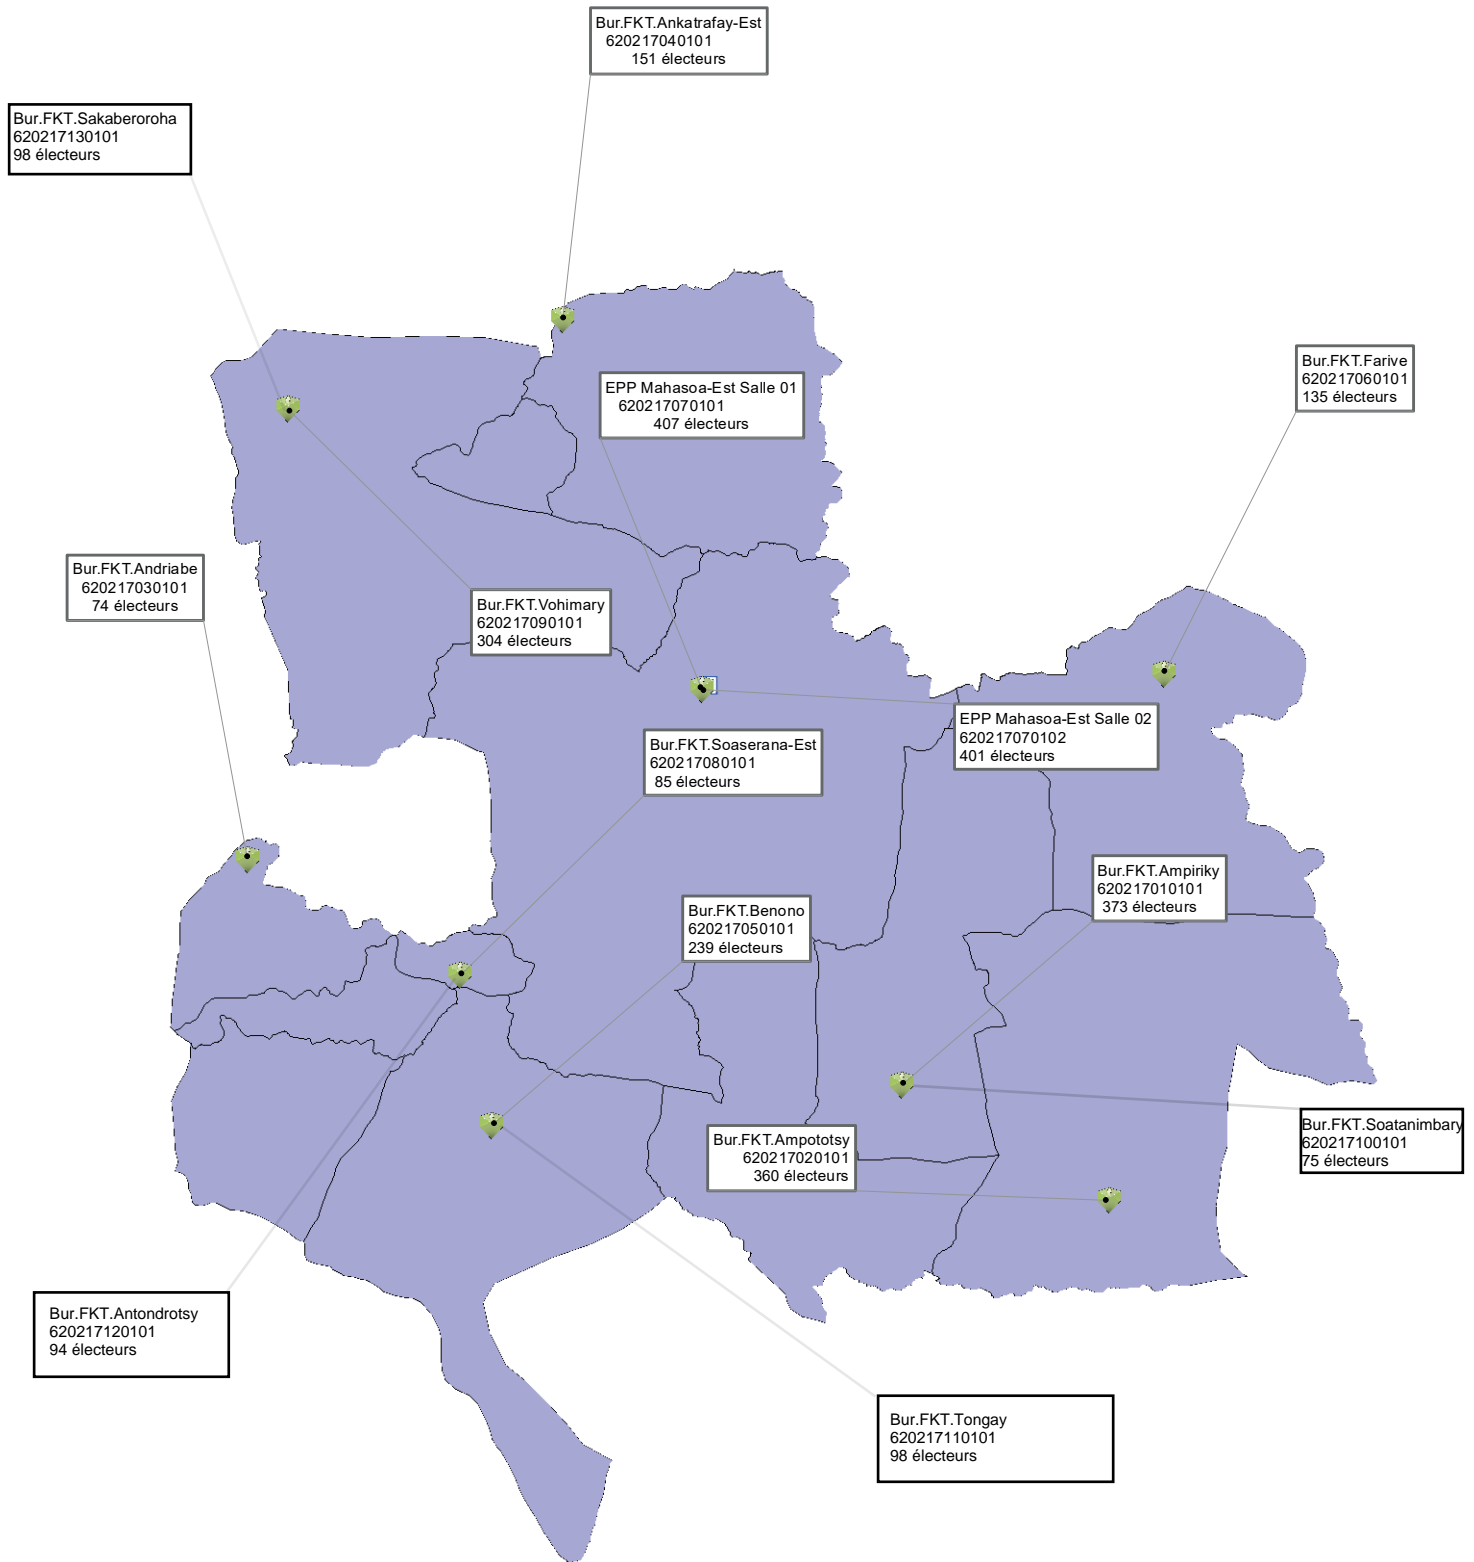 Bur.FKT.Ankatrafay-Est
620217040101
151 électeurs
Bur.FKT.Sakaberoroha
620217130101
98 électeurs
Bur.FKT.Farive
620217060101
135 électeurs
EPP Mahasoa-Est Salle 01
620217070101
407 électeurs
Bur.FKT.Andriabe
620217030101
74 électeurs
Bur.FKT.Vohimary
620217090101
304 électeurs
EPP Mahasoa-Est Salle 02
620217070102
401 électeurs
Bur.FKT.Soaserana-Est
620217080101
85 électeurs
Bur.FKT.Ampiriky
620217010101
373 électeurs
Bur.FKT.Benono
620217050101
239 électeurs
Bur.FKT.Soatanimbary
620217100101
75 électeurs
Bur.FKT.Ampototsy
620217020101
360 électeurs
Bur.FKT.Antondrotsy
620217120101
94 électeurs
Bur.FKT.Tongay
620217110101
98 électeurs